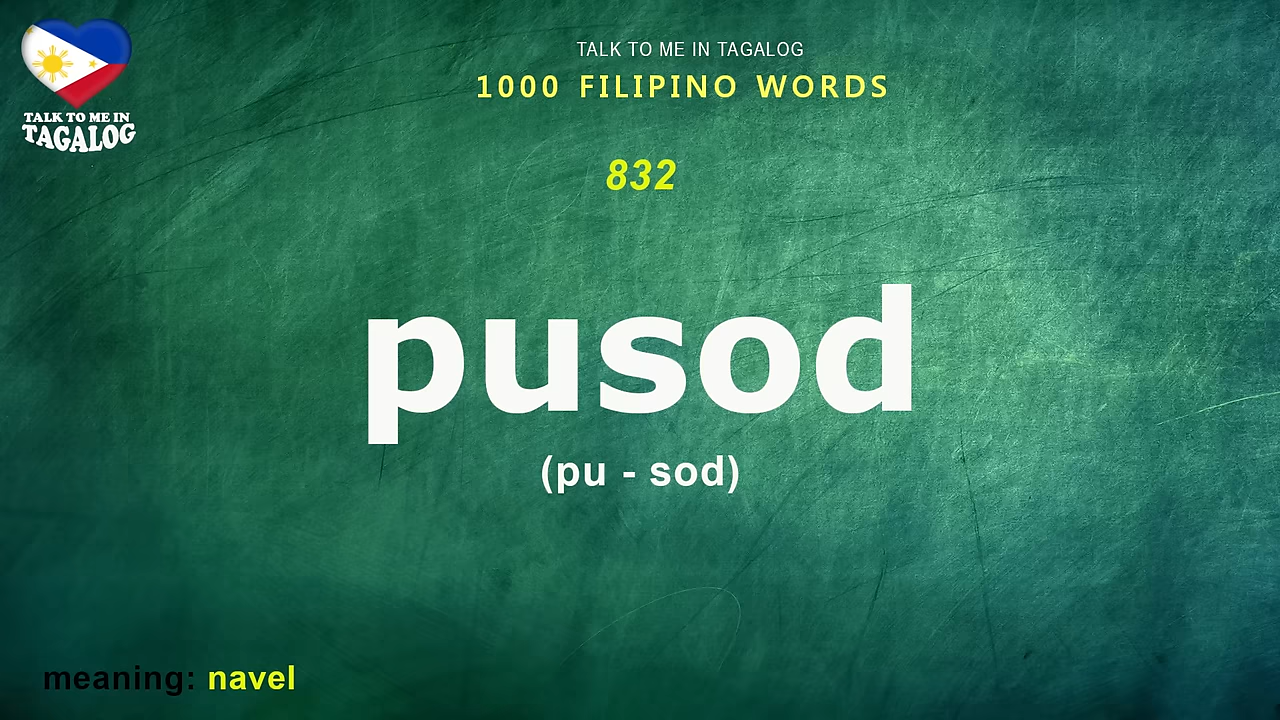 TALK TO ME IN TAGALOG
1000 FILIPINO WORDS
TALK TO ME IN
TAGALOG
832
pusod
(pu - sod)
meaning: navel